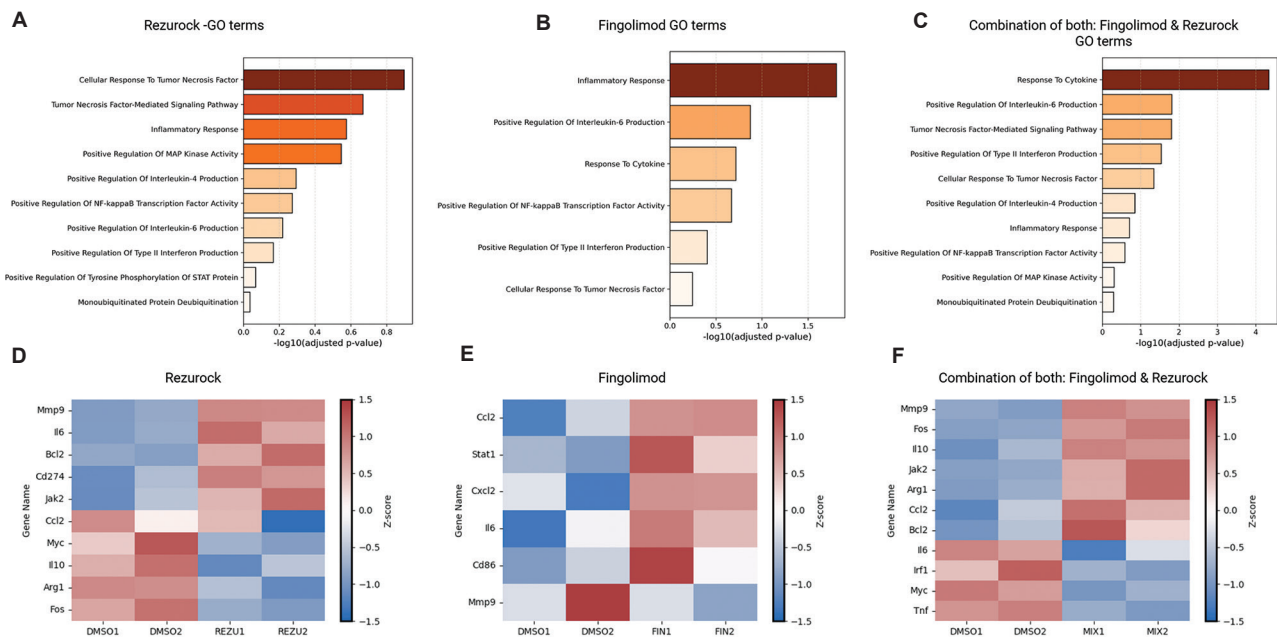 A
Rezurock -GO terms
Cellular Response To Tumor Necrosis Factor
Tumor Necrosis Factor-Mediated Signaling Pathway
Inflammatory Response
Positive Regulation Of MAP Kinase Activity
Positive Regulation Of Interleukin-4 Production
Positive Regulation Of NF-kappaB Transcription Factor Activity
Positive Regulation Of Interleukin-6 Production
Positive Regulation Of Type II Interferon Production
Positive Regulation Of Tyrosine Phosphorylation Of STAT Protein
Monoubiquitinated Protein Deubiquitination
0.0 0.2 0.4 0.6 0.8
-log10(adjusted p-value)
B
Fingolimod GO terms
Inflammatory Response
Positive Regulation Of Interleukin-6 Production
Response To Cytokine
Positive Regulation Of NF-kappaB Transcription Factor Activity
Positive Regulation Of Type II Interferon Production
Cellular Response To Tumor Necrosis Factor
0.0 0.5 1.0 1.5
-log10(adjusted p-value)
C
Combination of both: Fingolimod & Rezurock
GO terms
Response To Cytokine
Positive Regulation Of Interleukin-6 Production
Tumor Necrosis Factor-Mediated Signaling Pathway
Positive Regulation Of Type II Interferon Production
Cellular Response To Tumor Necrosis Factor
Positive Regulation Of Interleukin-4 Production
Inflammatory Response
Positive Regulation Of NF-kappaB Transcription Factor Activity
Positive Regulation Of MAP Kinase Activity
Monoubiquitinated Protein Deubiquitination
0 1 2 3 4
-log10(adjusted p-value)
D
Rezurock
Gene Name
Mmp9
Il6
Bcl2
Cd274
Jak2
Ccl2
Myc
Il10
Arg1
Fos
DMSO1 DMSO2 REZU1 REZU2
1.5
1.0
0.5
0.0
−0.5
−1.0
−1.5
Z-score
E
Fingolimod
Gene Name
Ccl2
Stat1
Cxcl2
Il6
Cd86
Mmp9
DMSO1 DMSO2 FIN1 FIN2
1.5
1.0
0.5
0.0
−0.5
−1.0
−1.5
Z-score
F
Combination of both: Fingolimod & Rezurock
Gene Name
Mmp9
Fos
Il10
Jak2
Arg1
Ccl2
Bcl2
Il6
Irf1
Myc
Tnf
DMSO1 DMSO2 MIX1 MIX2
1.5
1.0
0.5
0.0
−0.5
−1.0
−1.5
Z-score